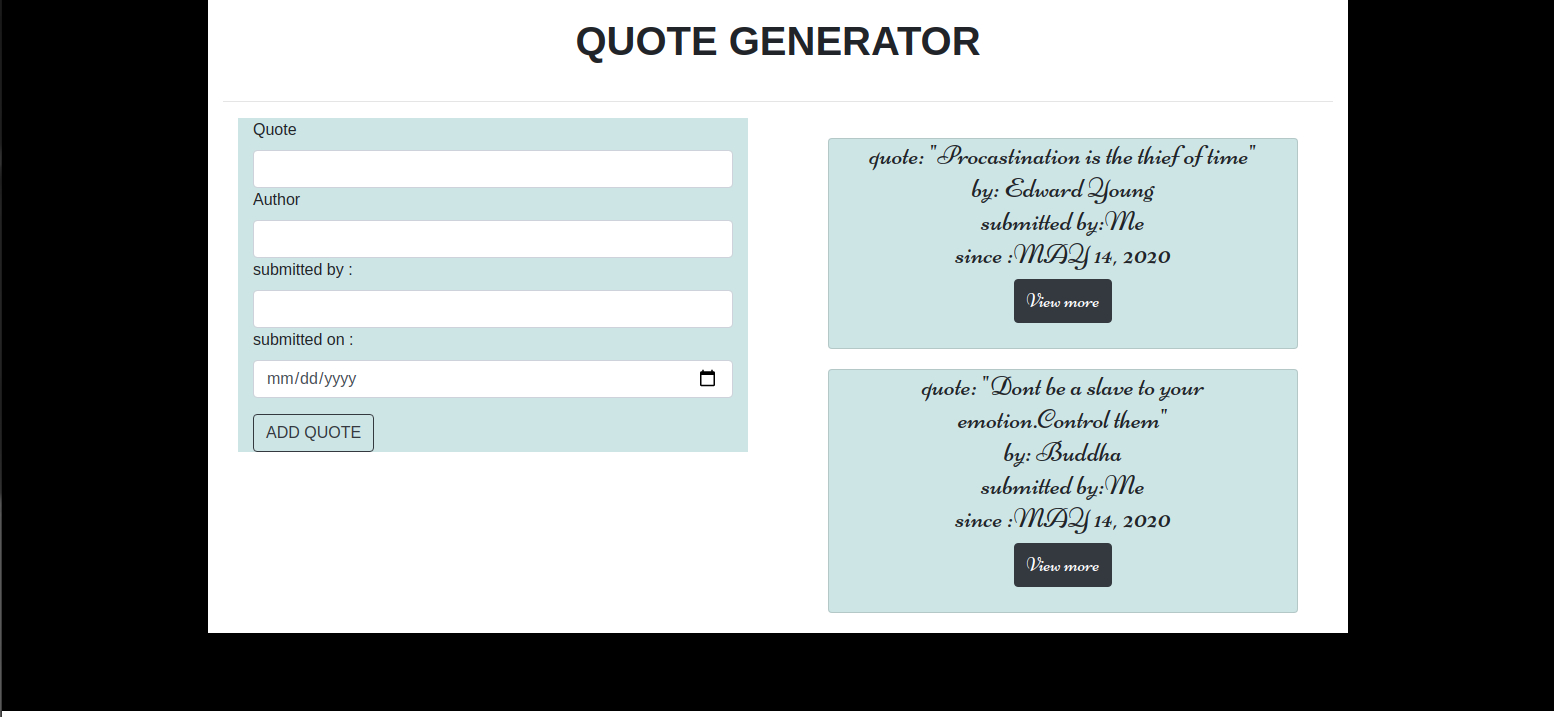 QUOTE GENERATOR
Quote
Author
submitted by :
submitted on :
mm/dd/yyyy
ADD QUOTE
quote: "Procastination is the thief of time"
by: Edward Young
submitted by:Me
since :MAY 14, 2020
View more
quote: "Dont be a slave to your
emotion.Control them"
by: Buddha
submitted by:Me
since :MAY 14, 2020
View more